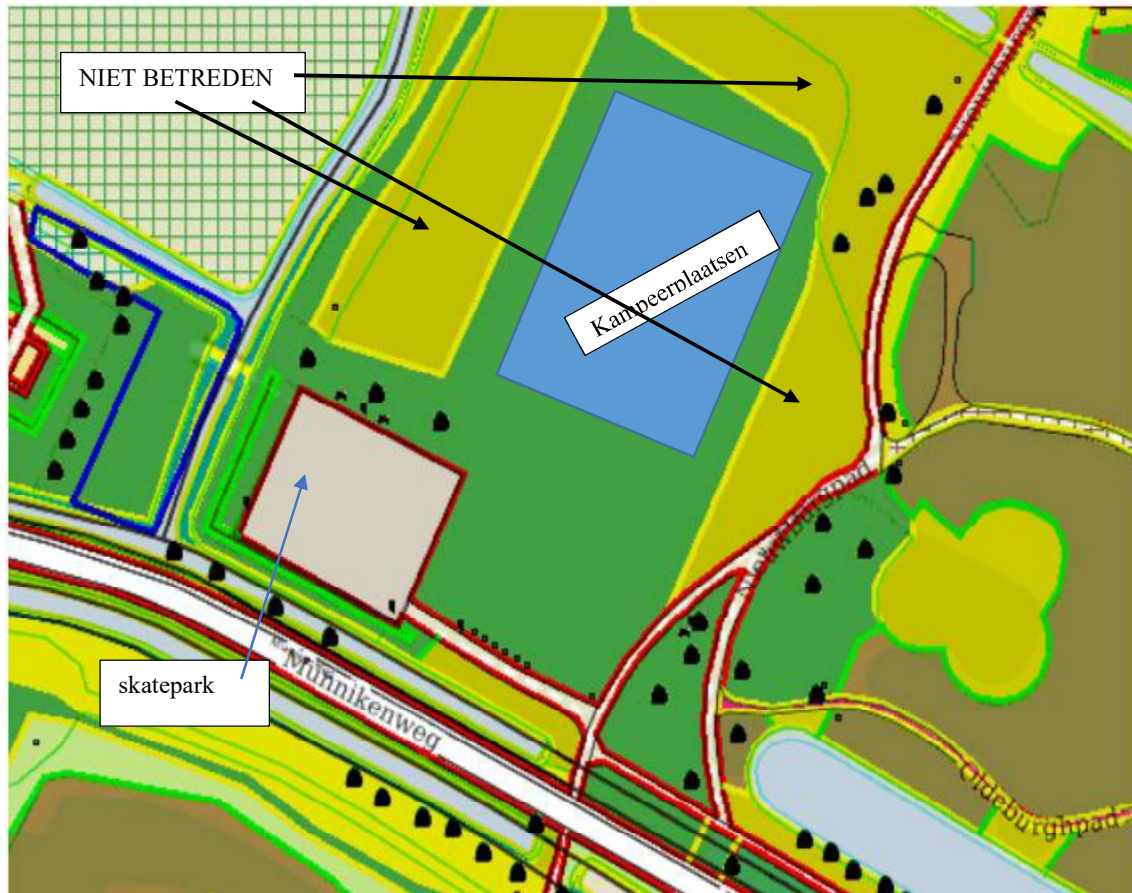 NIET BETREDEN
Kampeerplaatsen
skatepark
Munnikenweg
Oldeburghpad